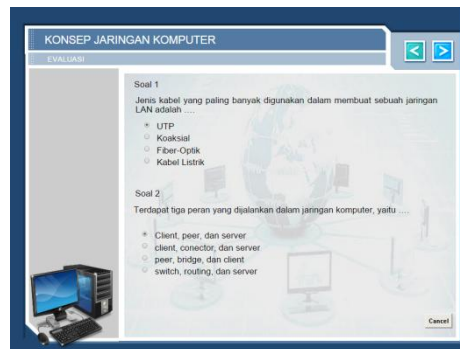 KONSEP JARINGAN KOMPUTER
EVALUASI
Soal 1
Jenis kabel yang paling banyak digunakan dalam membuat sebuah jaringan
LAN adalah ....
UTP
Koaksial
Fiber-Optik
Kabel Listrik
Soal 2
Terdapat tiga peran yang dijalankan dalam jaringan komputer, yaitu ....
Client, peer, dan server
client, conector, dan server
peer, bridge, dan client
switch, routing, dan server
Cancel